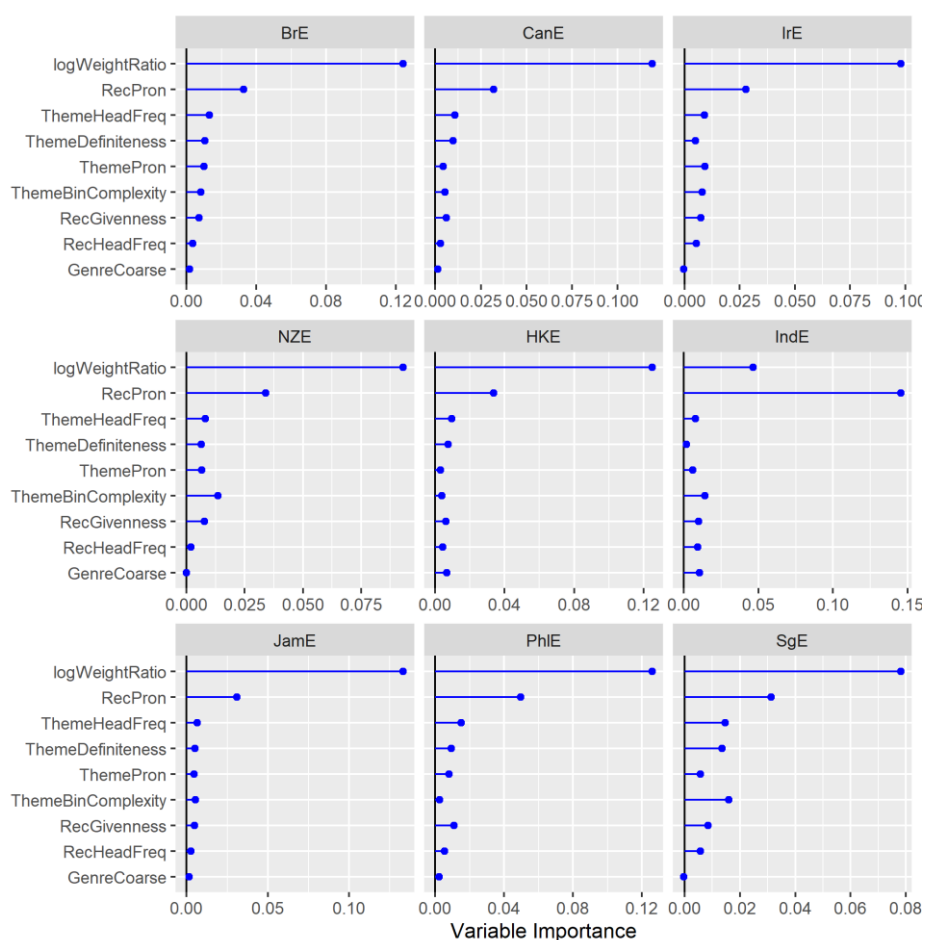 BrE CanE IrE
logWeightRatio
RecPron
ThemeHeadFreq
ThemeDefiniteness
ThemePron
ThemeBinComplexity
RecGivenness
RecHeadFreq
GenreCoarse
0.00 0.04 0.08 0.12 0.000 0.025 0.050 0.075 0.100 0.000 0.025 0.050 0.075 0.100
NZE HKE IndE
logWeightRatio
RecPron
ThemeHeadFreq
ThemeDefiniteness
ThemePron
ThemeBinComplexity
RecGivenness
RecHeadFreq
GenreCoarse
0.000 0.025 0.050 0.075 0.00 0.04 0.08 0.12 0.00 0.05 0.10 0.15
JamE PhlE SgE
logWeightRatio
RecPron
ThemeHeadFreq
ThemeDefiniteness
ThemePron
ThemeBinComplexity
RecGivenness
RecHeadFreq
GenreCoarse
0.00 0.05 0.10 0.00 0.04 0.08 0.12 0.00 0.02 0.04 0.06 0.08
Variable Importance